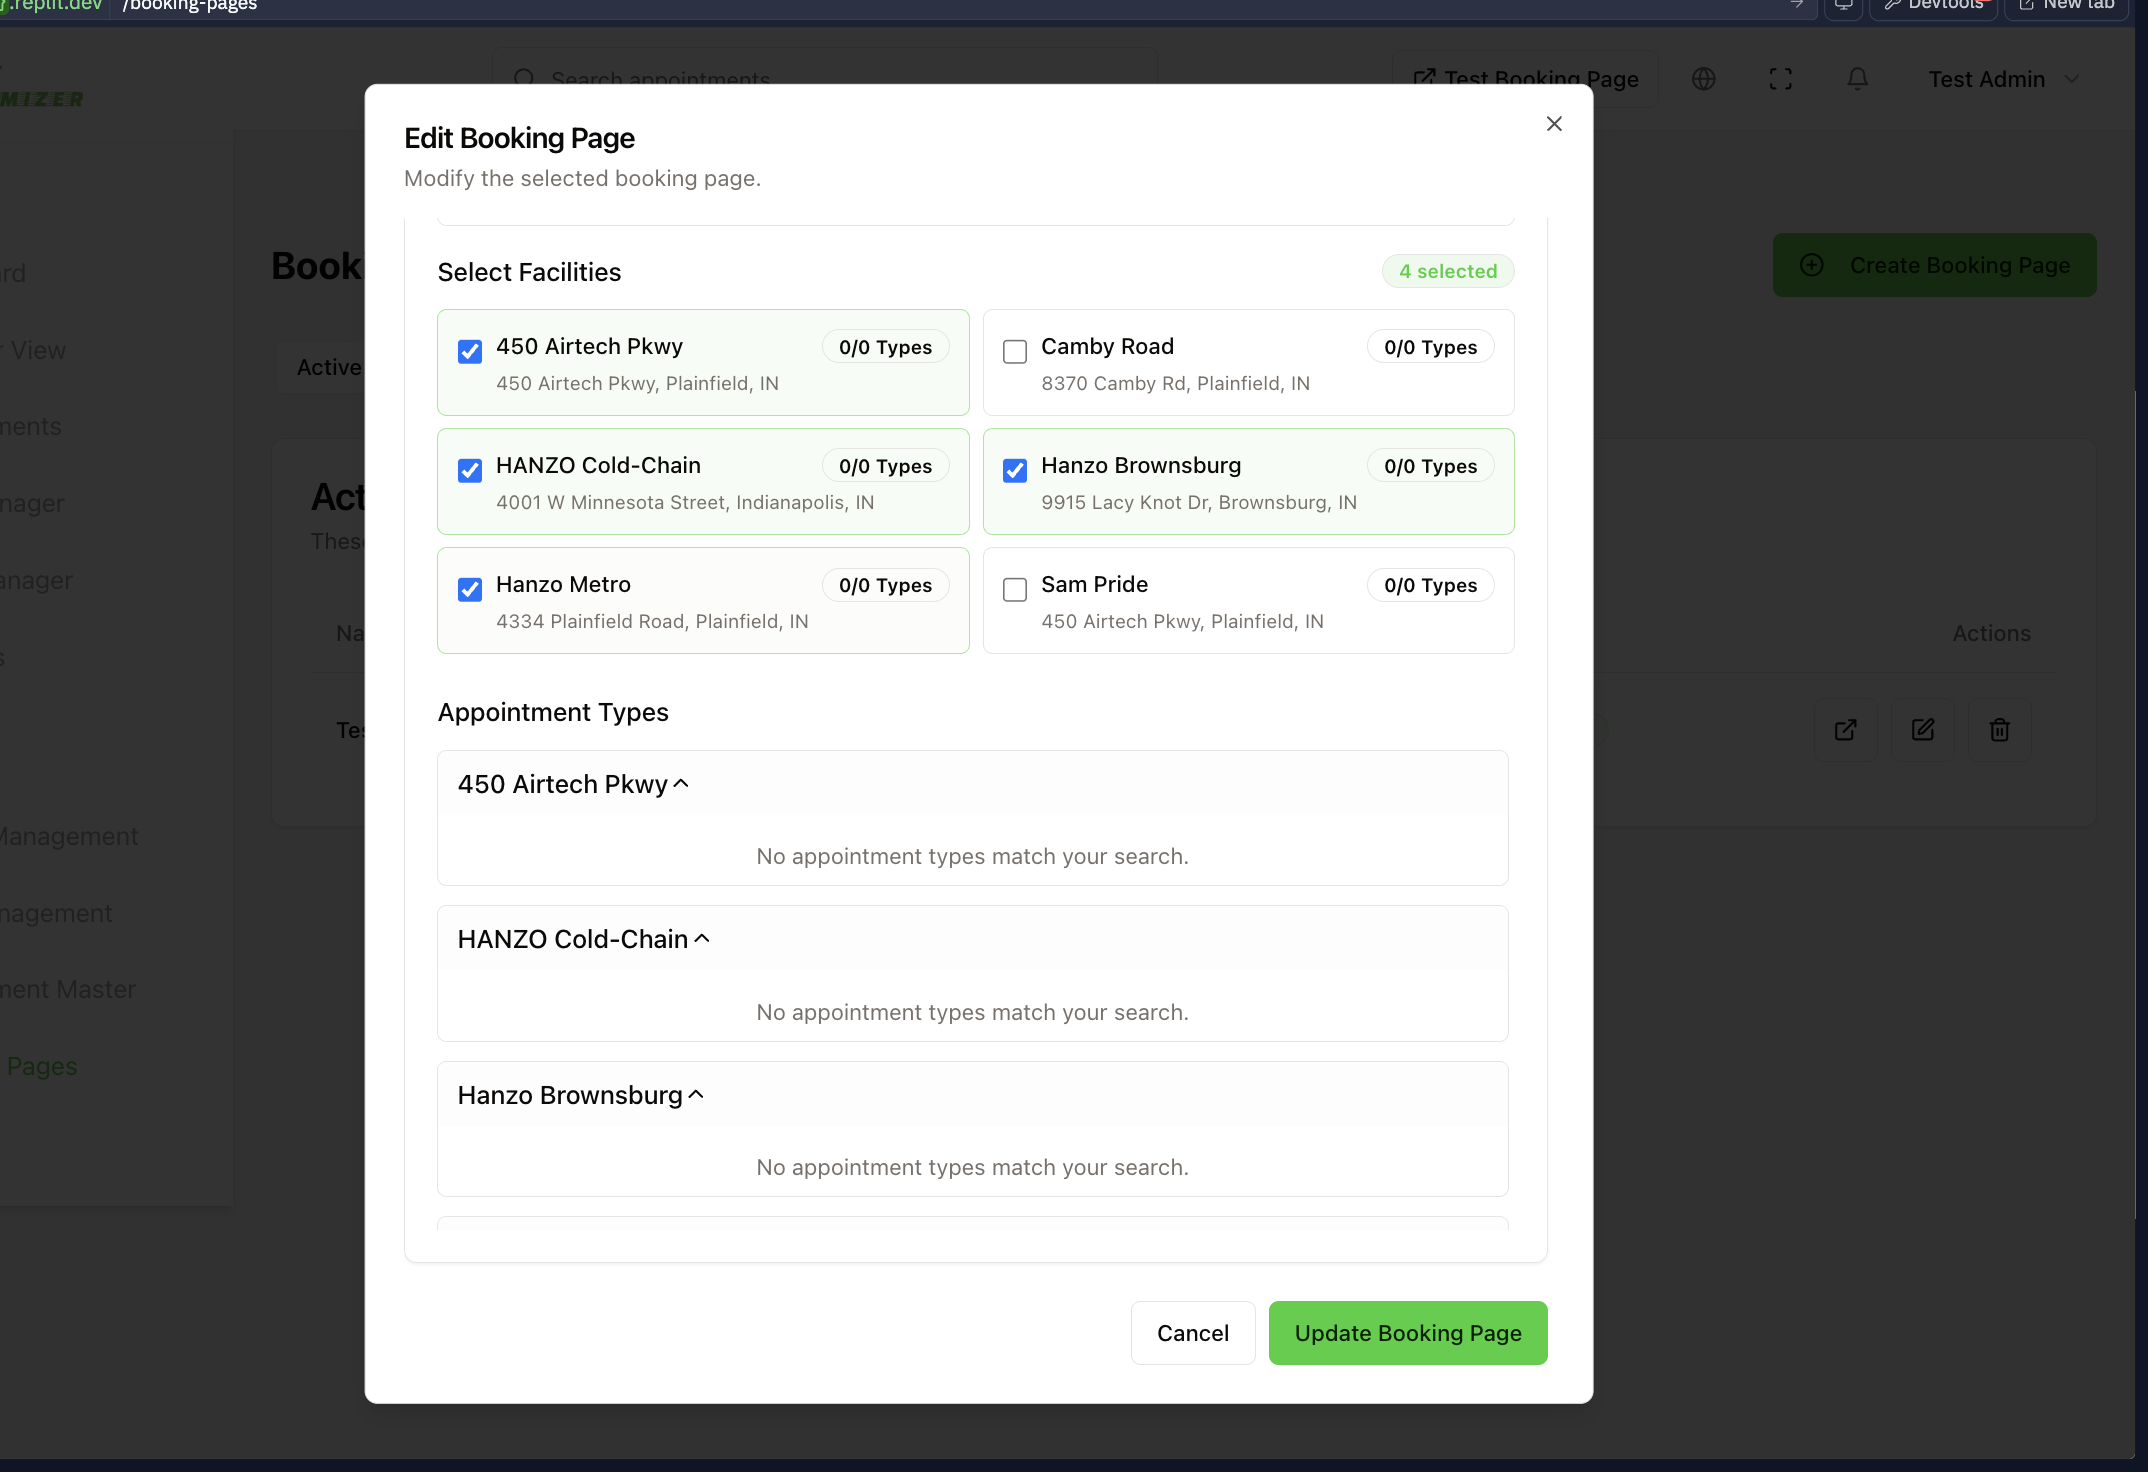 .replit.dev /booking-pages Devtools New tab
MIZER
Search appointments
Test Booking Page
Test Admin
Edit Booking Page
Modify the selected booking page.
Book
Create Booking Page
Active
Act
Thes
Na
Actions
Tes
rd
View
ments
nager
anager
s
Management
nagement
ment Master
Pages
Select Facilities
4 selected
450 Airtech Pkwy 0/0 Types
450 Airtech Pkwy, Plainfield, IN
Camby Road 0/0 Types
8370 Camby Rd, Plainfield, IN
HANZO Cold-Chain 0/0 Types
4001 W Minnesota Street, Indianapolis, IN
Hanzo Brownsburg 0/0 Types
9915 Lacy Knot Dr, Brownsburg, IN
Hanzo Metro 0/0 Types
4334 Plainfield Road, Plainfield, IN
Sam Pride 0/0 Types
450 Airtech Pkwy, Plainfield, IN
Appointment Types
450 Airtech Pkwy
No appointment types match your search.
HANZO Cold-Chain
No appointment types match your search.
Hanzo Brownsburg
No appointment types match your search.
Cancel
Update Booking Page